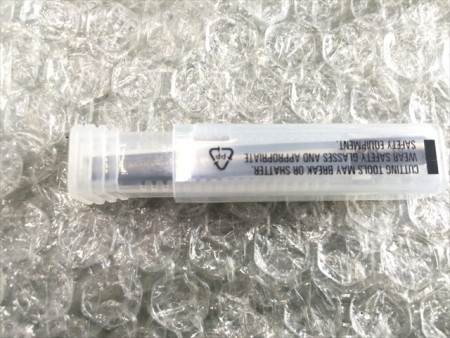 CUTTING TOOLS MAY BREAK OR SHATTER.
WEAR SAFETY GLASSES AND APPROPRIATE
SAFETY EQUIPMENT.
PP